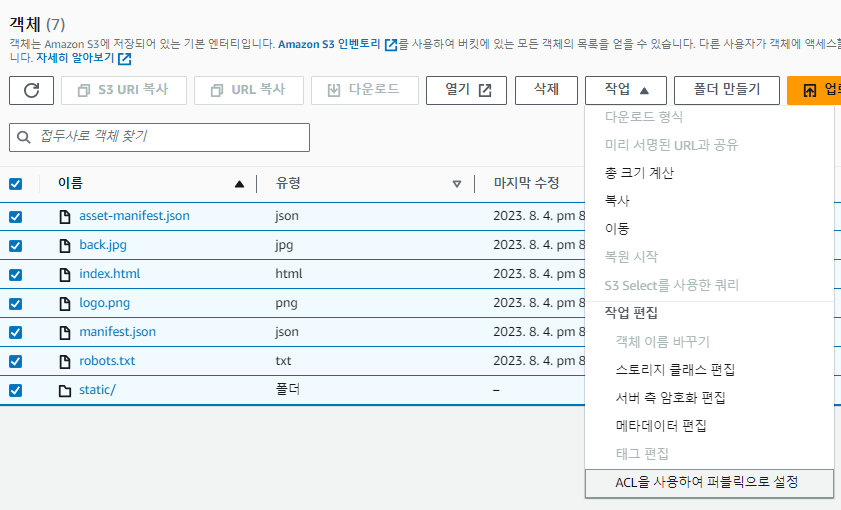 객체 (7)
객체는 Amazon S3에 저장되어 있는 기본 엔터티입니다. Amazon S3 인벤토리 를 사용하여 버킷에 있는 모든 객체의 목록을 얻을 수 있습니다. 다른 사용자가 객체에 액세스할
니다. 자세히 알아보기
S3 URI 복사 URL 복사 다운로드 열기 삭제 작업 폴더 만들기 업로
접두사로 객체 찾기
이름 유형 마지막 수정
asset-manifest.json json 2023. 8. 4. pm 8
back.jpg jpg 2023. 8. 4. pm 8
index.html html 2023. 8. 4. pm 8
logo.png png 2023. 8. 4. pm 8
manifest.json json 2023. 8. 4. pm 8
robots.txt txt 2023. 8. 4. pm 8
static/ 폴더 –
다운로드 형식
미리 서명된 URL과 공유
총 크기 계산
복사
이동
복원 시작
S3 Select를 사용한 쿼리
작업 편집
객체 이름 바꾸기
스토리지 클래스 편집
서버 측 암호화 편집
메타데이터 편집
태그 편집
ACL을 사용하여 퍼블릭으로 설정